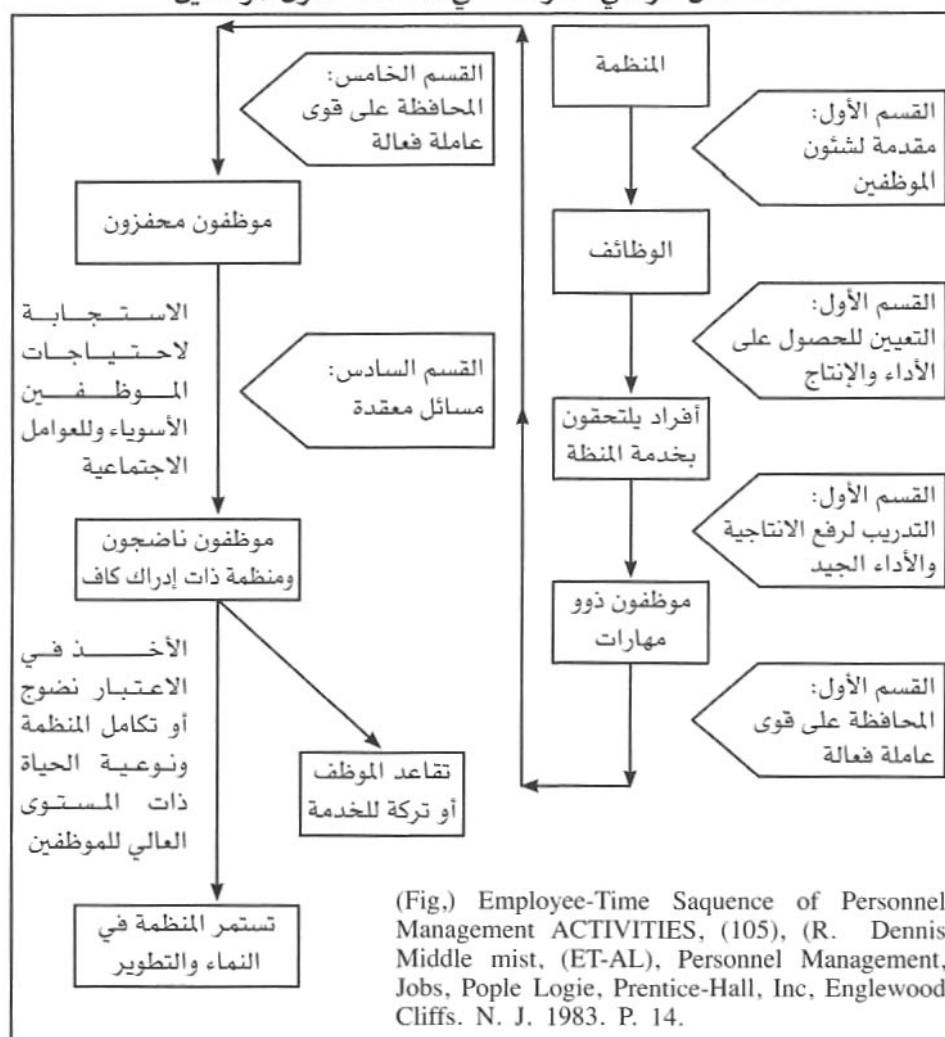 المنظمة
القسم الأول:
مقدمة لشئون
الموظفين
الوظائف
القسم الأول:
التعيين للحصول على
الأداء والإنتاج
أفراد يلتحقون
بخدمة المنظة
القسم الأول:
التدريب لرفع الانتاجية
والأداء الجيد
موظفون ذوو
مهارات
القسم الأول:
المحافظة على قوى
عاملة فعالة
القسم الخامس:
المحافظة على قوى
عاملة فعالة
موظفون محفزون
الاستجابة
لاحتياجات
الموظفين
الأسوياء وللعوامل
الاجتماعية
القسم السادس:
مسائل معقدة
موظفون ناضجون
ومنظمة ذات إدراك كاف
الأخذ في
الاعتبار نضوج
أو تكامل المنظمة
ونوعية الحياة
ذات المستوى
العالي للموظفين
تقاعد الموظف
أو تركة للخدمة
تستمر المنظمة في
النماء والتطوير
(Fig,) Employee-Time Saquence of Personnel
Management ACTIVITIES, (105), (R. Dennis
Middle mist, (ET-AL), Personnel Management,
Jobs, Pople Logie, Prentice-Hall, Inc, Englewood
Cliffs. N. J. 1983. P. 14.